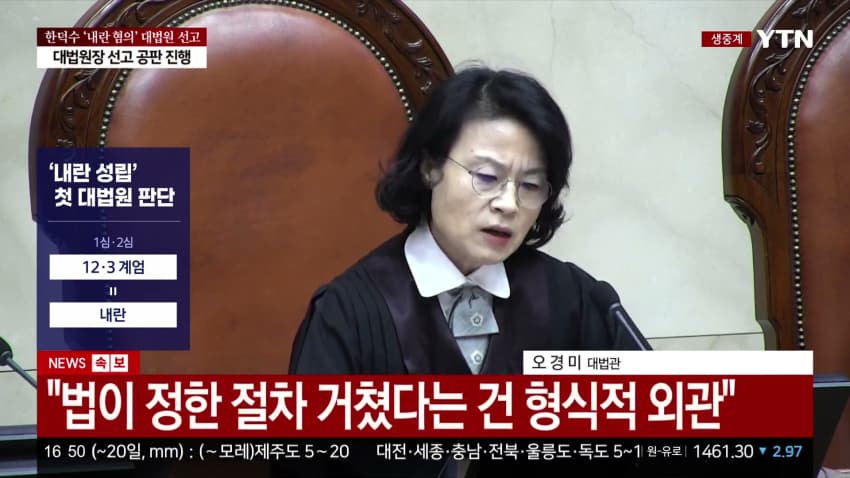 한덕수 '내란 혐의' 대법원 선고
대법원장 선고 공판 진행
생중계
YTN
'내란 성립'
첫 대법원 판단
1심·2심
12·3 계엄
=
내란
NEWS 속보
오경미 대법관
"법이 정한 절차 거쳤다는 건 형식적 외관"
16 50 (~20일, mm) : (~모레)제주도 5~20 대전·세종·충남·전북·울릉도·독도 5~1
원-유로 1461.30 ▼ 2.97